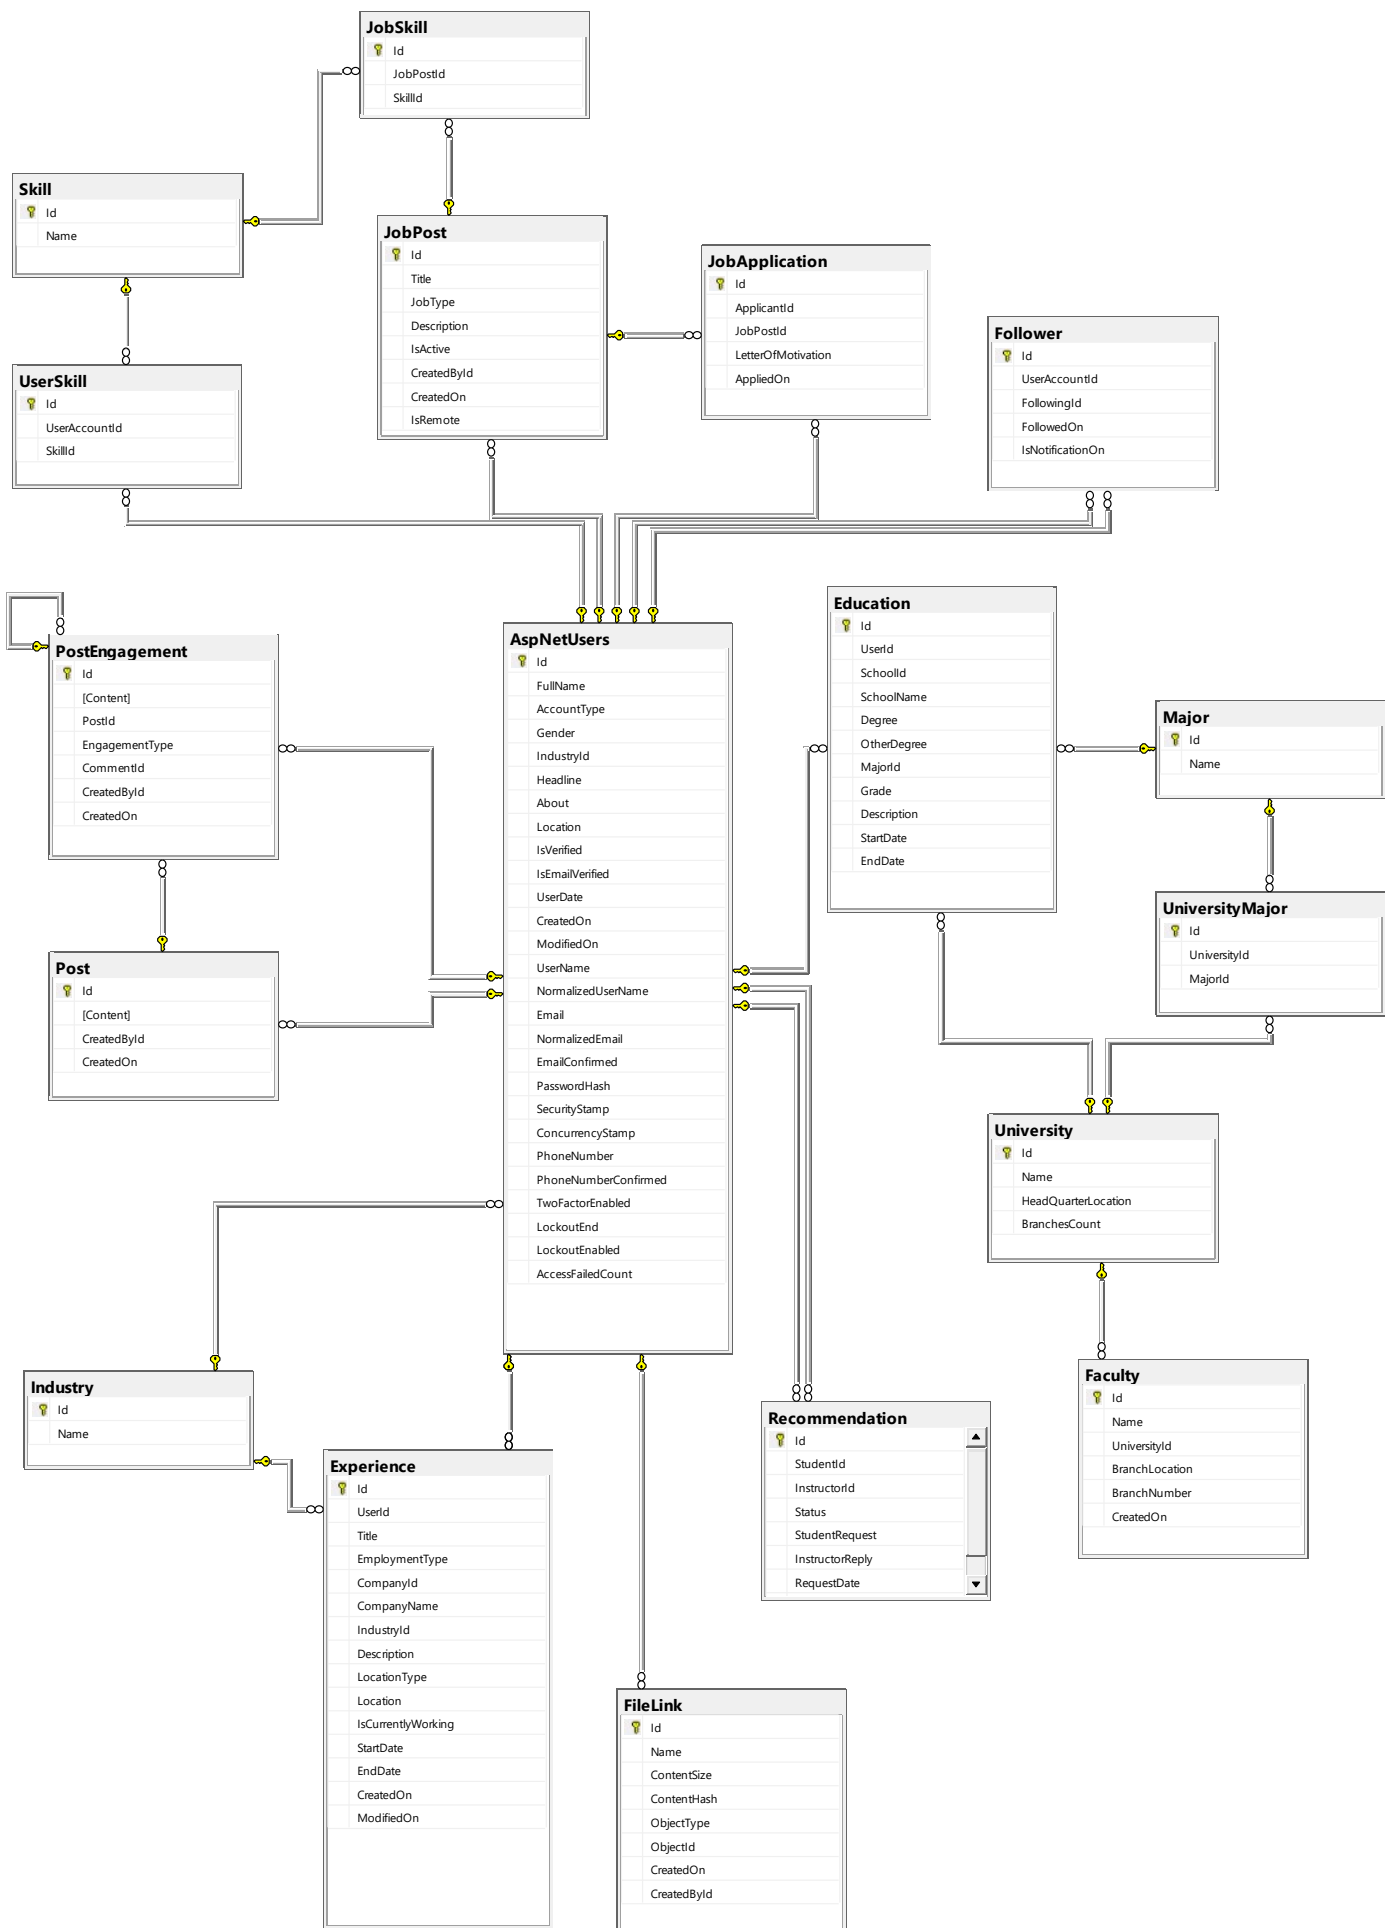 JobSkill
Id
JobPostId
SkillId
Skill
Id
Name
JobPost
Id
Title
JobType
Description
IsActive
CreatedById
CreatedOn
IsRemote
JobApplication
Id
ApplicantId
JobPostId
LetterOfMotivation
AppliedOn
Follower
Id
UserAccountId
FollowingId
FollowedOn
IsNotificationOn
UserSkill
Id
UserAccountId
SkillId
PostEngagement
Id
[Content]
PostId
EngagementType
CommentId
CreatedById
CreatedOn
AspNetUsers
Id
FullName
AccountType
Gender
IndustryId
Headline
About
Location
IsVerified
IsEmailVerified
UserDate
CreatedOn
ModifiedOn
UserName
NormalizedUserName
Email
NormalizedEmail
EmailConfirmed
PasswordHash
SecurityStamp
ConcurrencyStamp
PhoneNumber
PhoneNumberConfirmed
TwoFactorEnabled
LockoutEnd
LockoutEnabled
AccessFailedCount
Education
Id
UserId
SchoolId
SchoolName
Degree
OtherDegree
MajorId
Grade
Description
StartDate
EndDate
Major
Id
Name
UniversityMajor
Id
UniversityId
MajorId
Post
Id
[Content]
CreatedById
CreatedOn
University
Id
Name
HeadQuarterLocation
BranchesCount
Industry
Id
Name
Faculty
Id
Name
UniversityId
BranchLocation
BranchNumber
CreatedOn
Recommendation
Id
StudentId
InstructorId
Status
StudentRequest
InstructorReply
RequestDate
Experience
Id
UserId
Title
EmploymentType
CompanyId
CompanyName
IndustryId
Description
LocationType
Location
IsCurrentlyWorking
StartDate
EndDate
CreatedOn
ModifiedOn
FileLink
Id
Name
ContentSize
ContentHash
ObjectType
ObjectId
CreatedOn
CreatedById